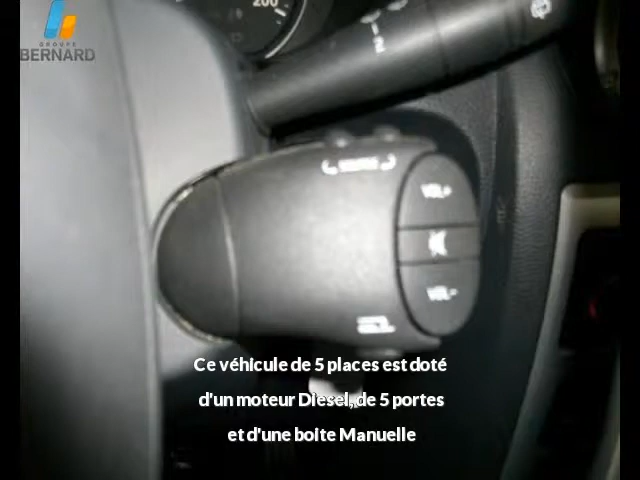 200
GROUPE
BERNARD
2
VOL+
VOL-
Ce véhicule de 5 places est doté
d'un moteur Diesel, de 5 portes
et d'une boite Manuelle